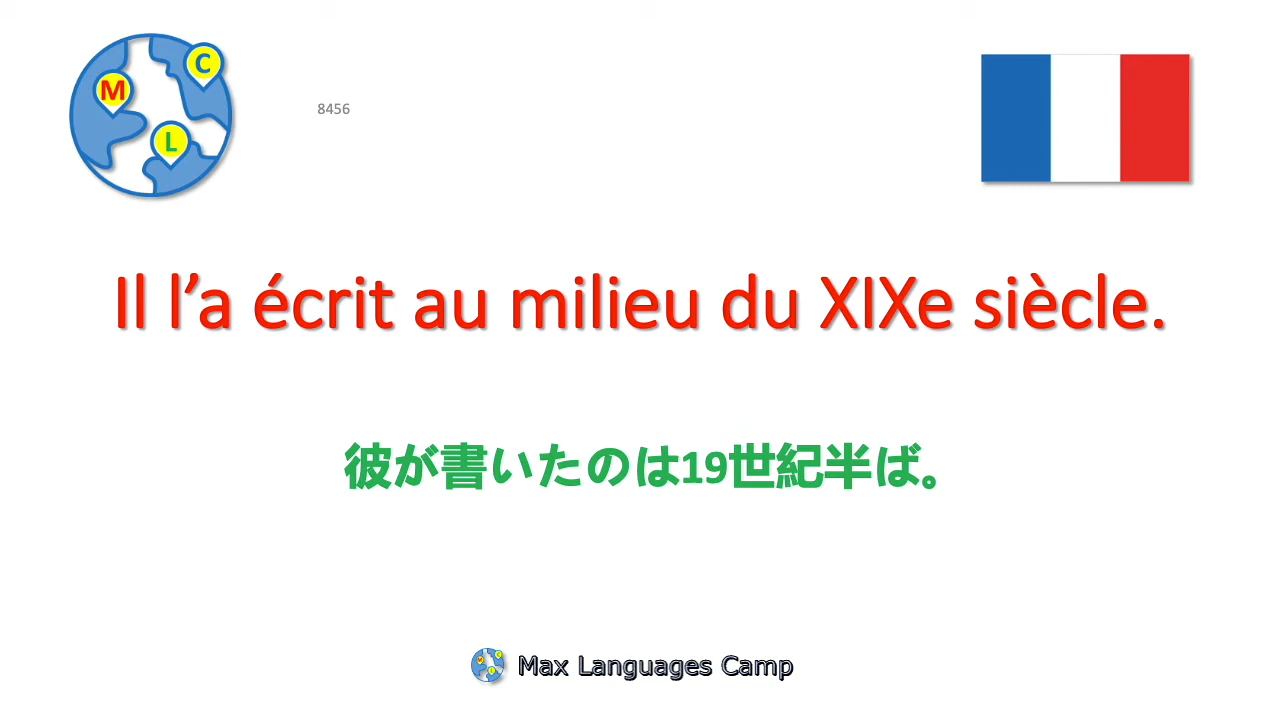 M
C
L
8456
Il l’a écrit au milieu du XIXe siècle.
彼が書いたのは19世紀半ば。
Max Languages Camp